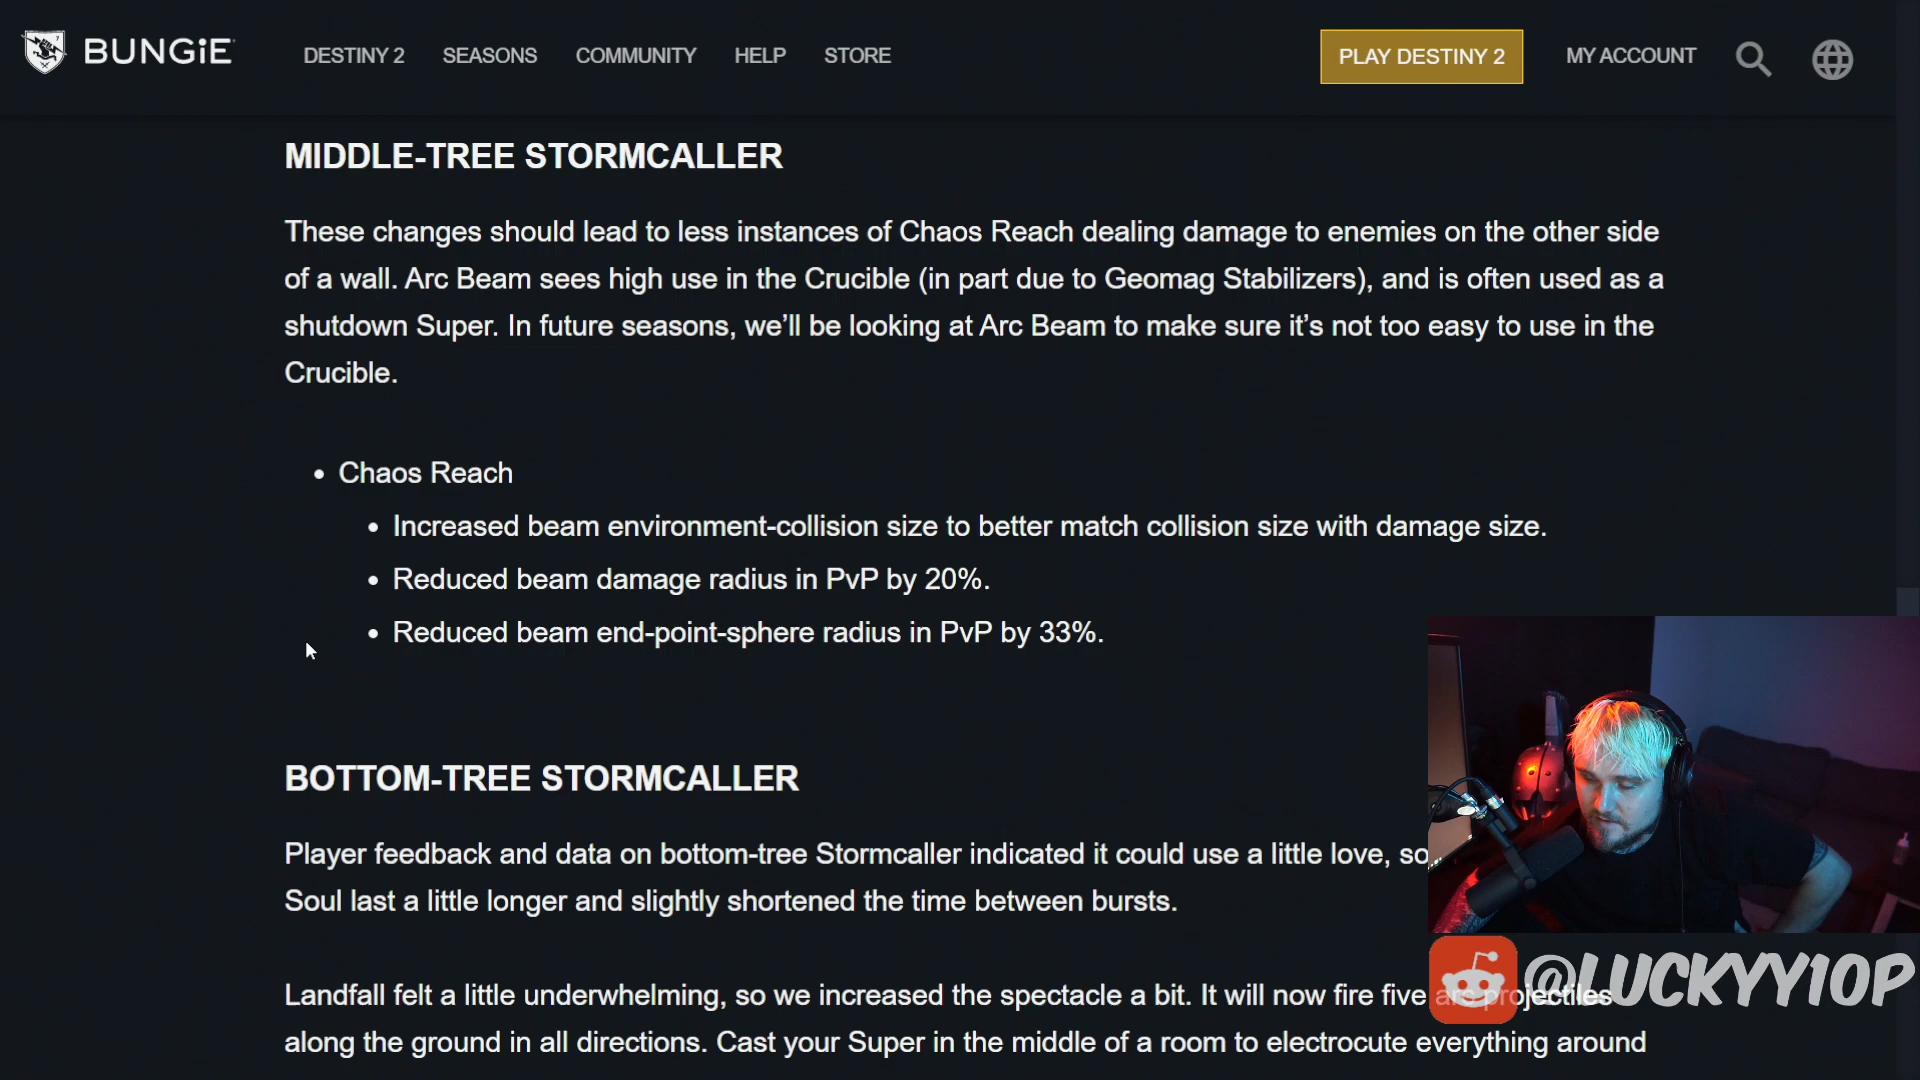 BUNGiE
DESTINY 2 SEASONS COMMUNITY HELP STORE
PLAY DESTINY 2
MY ACCOUNT
MIDDLE-TREE STORMCALLER
These changes should lead to less instances of Chaos Reach dealing damage to enemies on the other side
of a wall. Arc Beam sees high use in the Crucible (in part due to Geomag Stabilizers), and is often used as a
shutdown Super. In future seasons, we’ll be looking at Arc Beam to make sure it’s not too easy to use in the
Crucible.
• Chaos Reach
• Increased beam environment-collision size to better match collision size with damage size.
• Reduced beam damage radius in PvP by 20%.
• Reduced beam end-point-sphere radius in PvP by 33%.
BOTTOM-TREE STORMCALLER
Player feedback and data on bottom-tree Stormcaller indicated it could use a little love, so
Soul last a little longer and slightly shortened the time between bursts.
Landfall felt a little underwhelming, so we increased the spectacle a bit. It will now fire five arc projectiles
along the ground in all directions. Cast your Super in the middle of a room to electrocute everything around
@LUCKYY10P